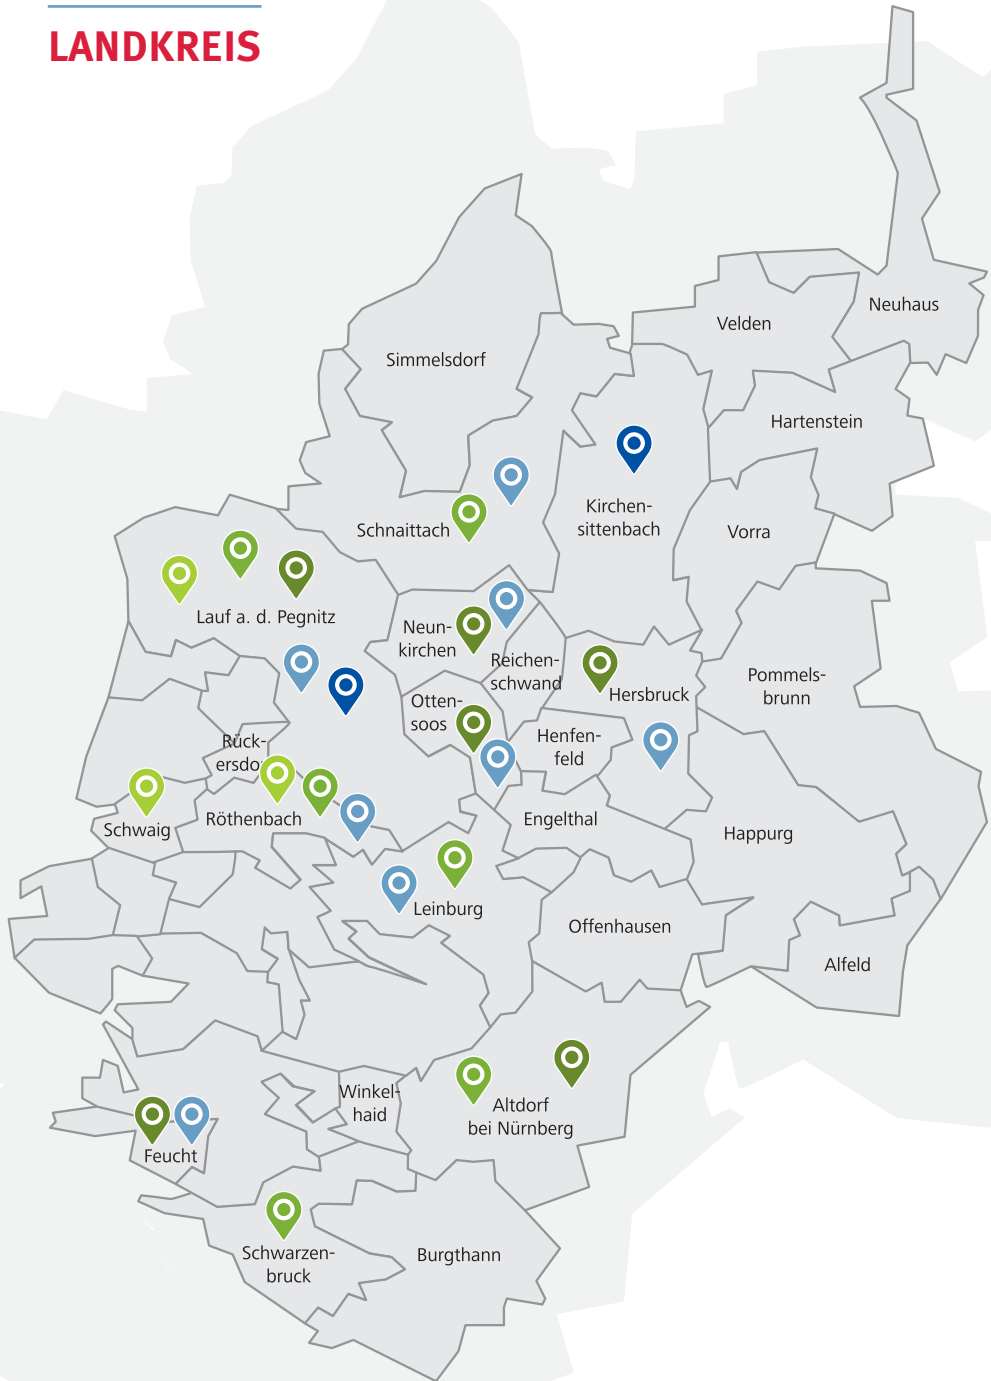 LANDKREIS
Neuhaus
Velden
Simmelsdorf
Hartenstein
Kirchen-
sittenbach
Schnaittach
Vorra
Lauf a. d. Pegnitz
Neun-
kirchen
Reichen-
schwand
Hersbruck
Pommels-
brunn
Otten-
soos
Henfen-
feld
Rück-
ersdo
Schwaig
Röthenbach
Engelthal
Happurg
Leinburg
Offenhausen
Alfeld
Winkel-
haid
Altdorf
bei Nürnberg
Feucht
Schwarzen-
bruck
Burgthann